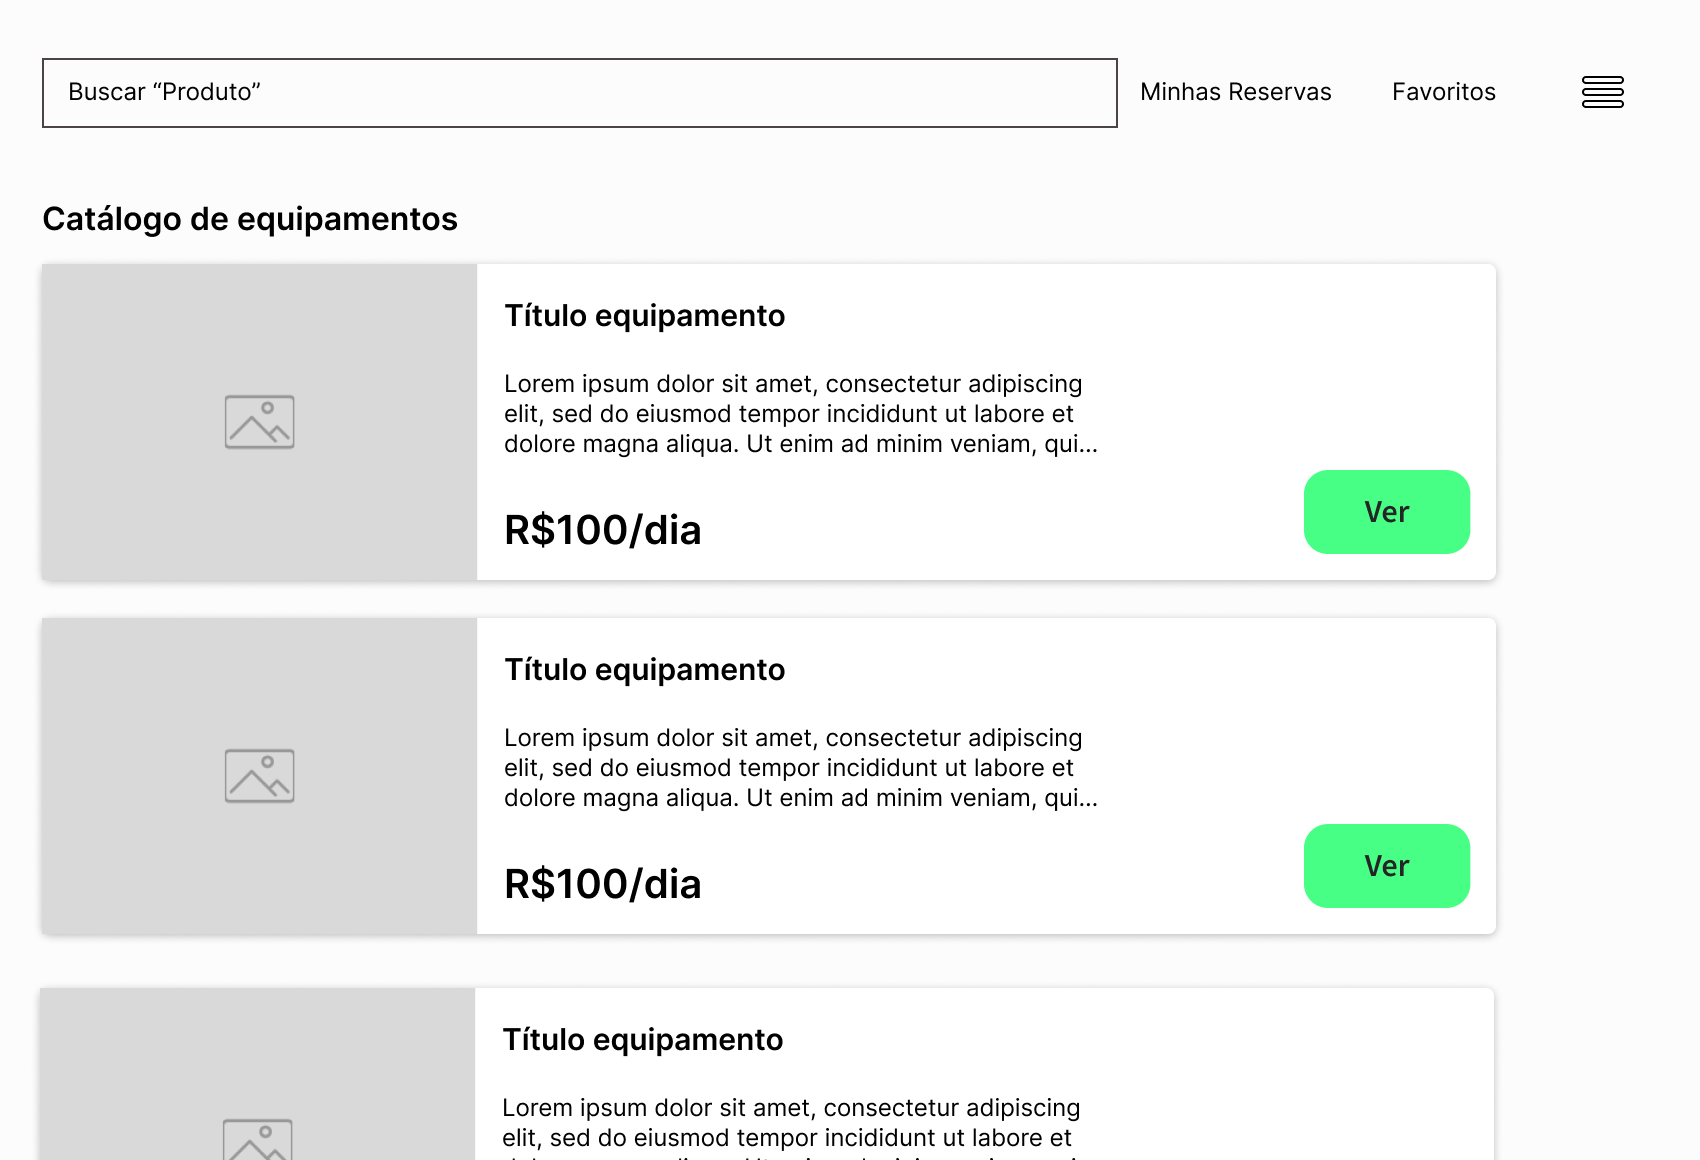 Buscar “Produto”
Minhas Reservas
Favoritos
Catálogo de equipamentos
Título equipamento
Lorem ipsum dolor sit amet, consectetur adipiscing
elit, sed do eiusmod tempor incididunt ut labore et
dolore magna aliqua. Ut enim ad minim veniam, qui...
R$100/dia
Ver
Título equipamento
Lorem ipsum dolor sit amet, consectetur adipiscing
elit, sed do eiusmod tempor incididunt ut labore et
dolore magna aliqua. Ut enim ad minim veniam, qui...
R$100/dia
Ver
Título equipamento
Lorem ipsum dolor sit amet, consectetur adipiscing
elit, sed do eiusmod tempor incididunt ut labore et